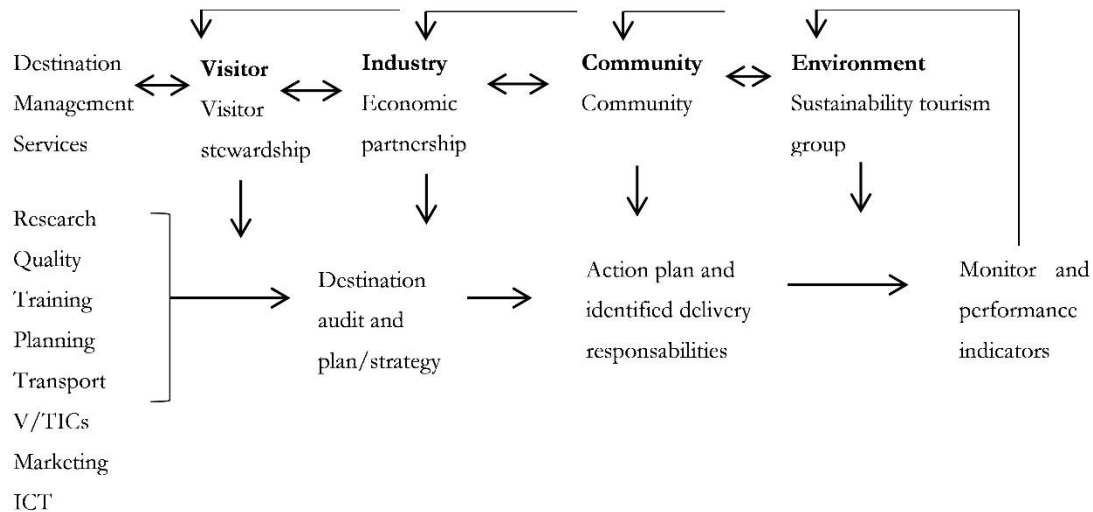 Destination
Management
Services
Visitor
Visitor
stewardship
Industry
Economic
partnership
Community
Community
Environment
Sustainability tourism
group
Research
Quality
Training
Planning
Transport
V/TICs
Marketing
ICT
Destination
audit and
plan/strategy
Action plan and
identified delivery
responsabilities
Monitor and
performance
indicators